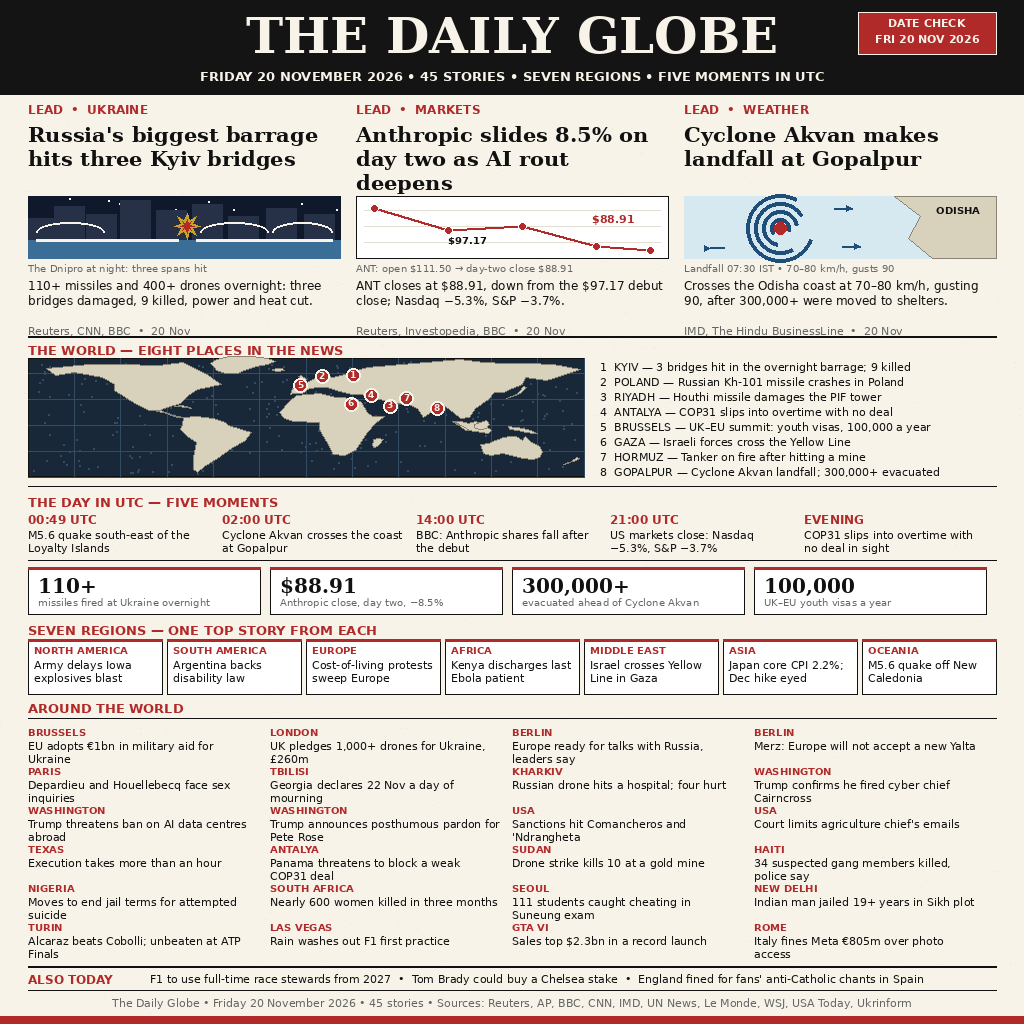 THE DAILY GLOBE
DATE CHECK
FRI 20 NOV 2026
FRIDAY 20 NOVEMBER 2026 • 45 STORIES • SEVEN REGIONS • FIVE MOMENTS IN UTC
LEAD • UKRAINE
Russia's biggest barrage
hits three Kyiv bridges
The Dnipro at night: three spans hit
110+ missiles and 400+ drones overnight: three
bridges damaged, 9 killed, power and heat cut.
Reuters, CNN, BBC • 20 Nov
LEAD • MARKETS
Anthropic slides 8.5% on
day two as AI rout
deepens
$88.91
$97.17
ANT: open $111.50 → day-two close $88.91
ANT closes at $88.91, down from the $97.17 debut
close; Nasdaq −5.3%, S&P −3.7%.
Reuters, Investopedia, BBC • 20 Nov
LEAD • WEATHER
Cyclone Akvan makes
landfall at Gopalpur
ODISHA
Landfall 07:30 IST • 70–80 km/h, gusts 90
Crosses the Odisha coast at 70–80 km/h, gusting
90, after 300,000+ were moved to shelters.
IMD, The Hindu BusinessLine • 20 Nov
THE WORLD — EIGHT PLACES IN THE NEWS
1
2
3
4
5
6
7
8
1 KYIV — 3 bridges hit in the overnight barrage; 9 killed
2 POLAND — Russian Kh-101 missile crashes in Poland
3 RIYADH — Houthi missile damages the PIF tower
4 ANTALYA — COP31 slips into overtime with no deal
5 BRUSSELS — UK–EU summit: youth visas, 100,000 a year
6 GAZA — Israeli forces cross the Yellow Line
7 HORMUZ — Tanker on fire after hitting a mine
8 GOPALPUR — Cyclone Akvan landfall; 300,000+ evacuated
THE DAY IN UTC — FIVE MOMENTS
00:49 UTC
M5.6 quake south-east of the
Loyalty Islands
02:00 UTC
Cyclone Akvan crosses the coast
at Gopalpur
14:00 UTC
BBC: Anthropic shares fall after
the debut
21:00 UTC
US markets close: Nasdaq
−5.3%, S&P −3.7%
EVENING
COP31 slips into overtime with
no deal in sight
110+
missiles fired at Ukraine overnight
$88.91
Anthropic close, day two, −8.5%
300,000+
evacuated ahead of Cyclone Akvan
100,000
UK–EU youth visas a year
SEVEN REGIONS — ONE TOP STORY FROM EACH
NORTH AMERICA
Army delays Iowa
explosives blast
SOUTH AMERICA
Argentina backs
disability law
EUROPE
Cost-of-living protests
sweep Europe
AFRICA
Kenya discharges last
Ebola patient
MIDDLE EAST
Israel crosses Yellow
Line in Gaza
ASIA
Japan core CPI 2.2%;
Dec hike eyed
OCEANIA
M5.6 quake off New
Caledonia
AROUND THE WORLD
BRUSSELS
EU adopts €1bn in military aid for
Ukraine
LONDON
UK pledges 1,000+ drones for Ukraine,
£260m
BERLIN
Europe ready for talks with Russia,
leaders say
BERLIN
Merz: Europe will not accept a new Yalta
PARIS
Depardieu and Houellebecq face sex
inquiries
TBILISI
Georgia declares 22 Nov a day of
mourning
KHARKIV
Russian drone hits a hospital; four hurt
WASHINGTON
Trump confirms he fired cyber chief
Cairncross
WASHINGTON
Trump threatens ban on AI data centres
abroad
WASHINGTON
Trump announces posthumous pardon for
Pete Rose
USA
Sanctions hit Comancheros and
'Ndrangheta
USA
Court limits agriculture chief's emails
TEXAS
Execution takes more than an hour
ANTALYA
Panama threatens to block a weak
COP31 deal
SUDAN
Drone strike kills 10 at a gold mine
HAITI
34 suspected gang members killed,
police say
NIGERIA
Moves to end jail terms for attempted
suicide
SOUTH AFRICA
Nearly 600 women killed in three months
SEOUL
111 students caught cheating in
Suneung exam
NEW DELHI
Indian man jailed 19+ years in Sikh plot
TURIN
Alcaraz beats Cobolli; unbeaten at ATP
Finals
LAS VEGAS
Rain washes out F1 first practice
GTA VI
Sales top $2.3bn in a record launch
ROME
Italy fines Meta €805m over photo
access
ALSO TODAY F1 to use full-time race stewards from 2027 • Tom Brady could buy a Chelsea stake • England fined for fans' anti-Catholic chants in Spain
The Daily Globe • Friday 20 November 2026 • 45 stories • Sources: Reuters, AP, BBC, CNN, IMD, UN News, Le Monde, WSJ, USA Today, Ukrinform